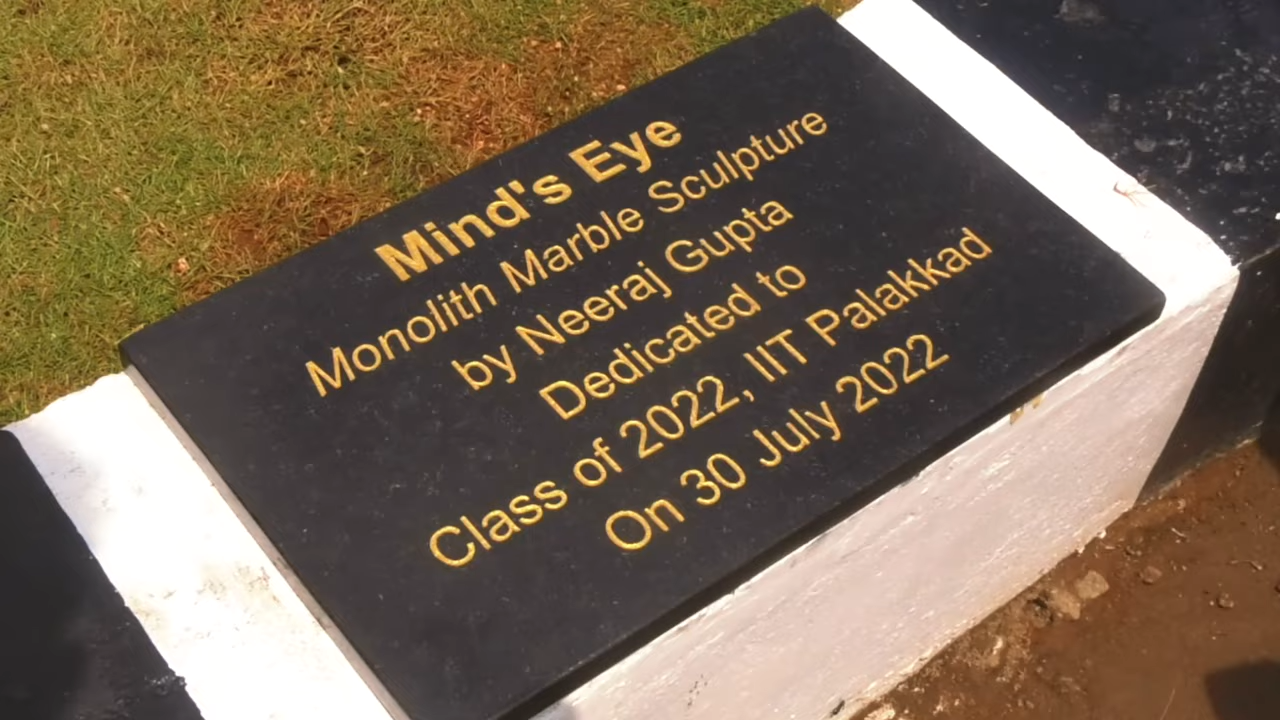 Mind's Eye
Monolith Marble Sculpture
by Neeraj Gupta
Dedicated to
Class of 2022, IIT Palakkad
On 30 July 2022